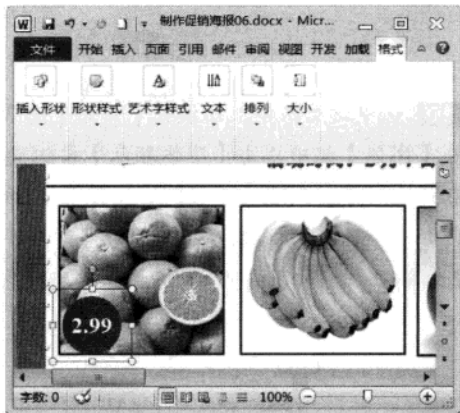 制作促销海报06.docx - Micr...
文件 开始 插入 页面 引用 邮件 审阅 视图 开发 加载 格式
插入形状 形状样式 艺术字样式 文本 排列 大小
2.99
字数: 0 100%